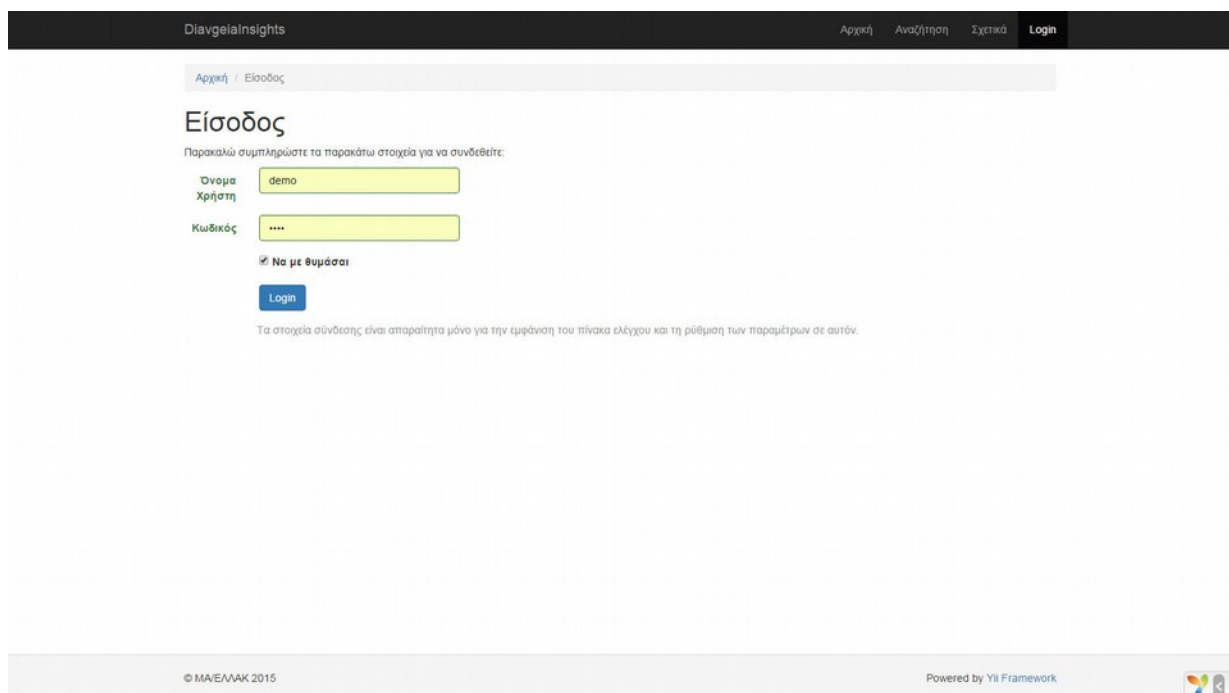 DiavgeiaInsights Αρχική Αναζήτηση Σχετικά Login
Αρχική / Είσοδος
Είσοδος
Παρακαλώ συμπληρώστε τα παρακάτω στοιχεία για να συνδεθείτε:
Όνομα Χρήστη demo
Κωδικός ••••
Να με θυμάσαι
Login
Τα στοιχεία σύνδεσης είναι απαραίτητα μόνο για την εμφάνιση του πίνακα ελέγχου και τη ρύθμιση των παραμέτρων σε αυτόν.
© ΜΑ/ΕΛΛΑΚ 2015 Powered by Yii Framework